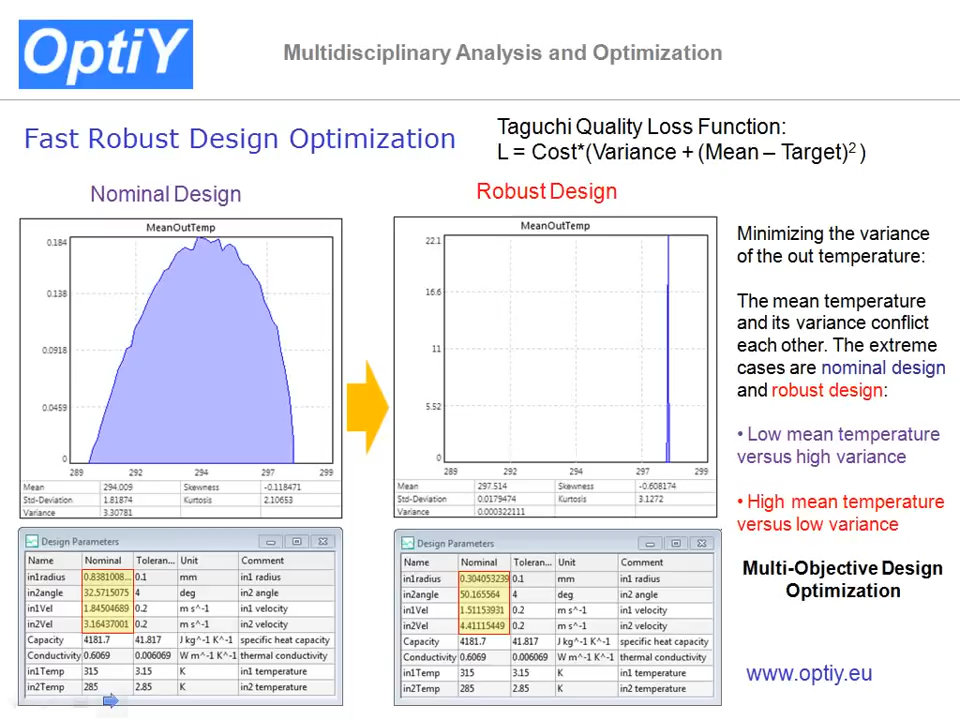 OptiY
Multidisciplinary Analysis and Optimization
Fast Robust Design Optimization
Taguchi Quality Loss Function:
L = Cost*(Variance + (Mean – Target)² )
Nominal Design
MeanOutTemp
0.184
0.138
0.0918
0.0459
0
289 292 294 297 299
Mean 294.009 Skewness -0.118471
Std-Deviation 1.81874 Kurtosis 2.10653
Variance 3.30781
Robust Design
MeanOutTemp
22.1
16.6
11
5.52
0
289 292 294 297 299
Mean 297.514 Skewness -0.608174
Std-Deviation 0.0179474 Kurtosis 3.1272
Variance 0.000322111
Minimizing the variance
of the out temperature:
The mean temperature
and its variance conflict
each other. The extreme
cases are nominal design
and robust design:
• Low mean temperature
versus high variance
• High mean temperature
versus low variance
Multi-Objective Design
Optimization
www.optiy.eu
Design Parameters
Name Nominal Toleran... Unit Comment
in1radius 0.8381008... 0.1 mm in1 radius
in2angle 32.5715075 4 deg in2 angle
in1Vel 1.84504689 0.2 m s^-1 in1 velocity
in2Vel 3.16437001 0.2 m s^-1 in2 velocity
Capacity 4181.7 41.817 J kg^-1 K^-1 specific heat capacity
Conductivity 0.6069 0.006069 W m^-1 K^-1 thermal conductivity
in1Temp 315 3.15 K in1 temperature
in2Temp 285 2.85 K in2 temperature
Design Parameters
Name Nominal Toleran... Unit Comment
in1radius 0.304053239 0.1 mm in1 radius
in2angle 50.165564 4 deg in2 angle
in1Vel 1.51153931 0.2 m s^-1 in1 velocity
in2Vel 4.41115449 0.2 m s^-1 in2 velocity
Capacity 4181.7 41.817 J kg^-1 K^-1 specific heat capacity
Conductivity 0.6069 0.006069 W m^-1 K^-1 thermal conductivity
in1Temp 315 3.15 K in1 temperature
in2Temp 285 2.85 K in2 temperature